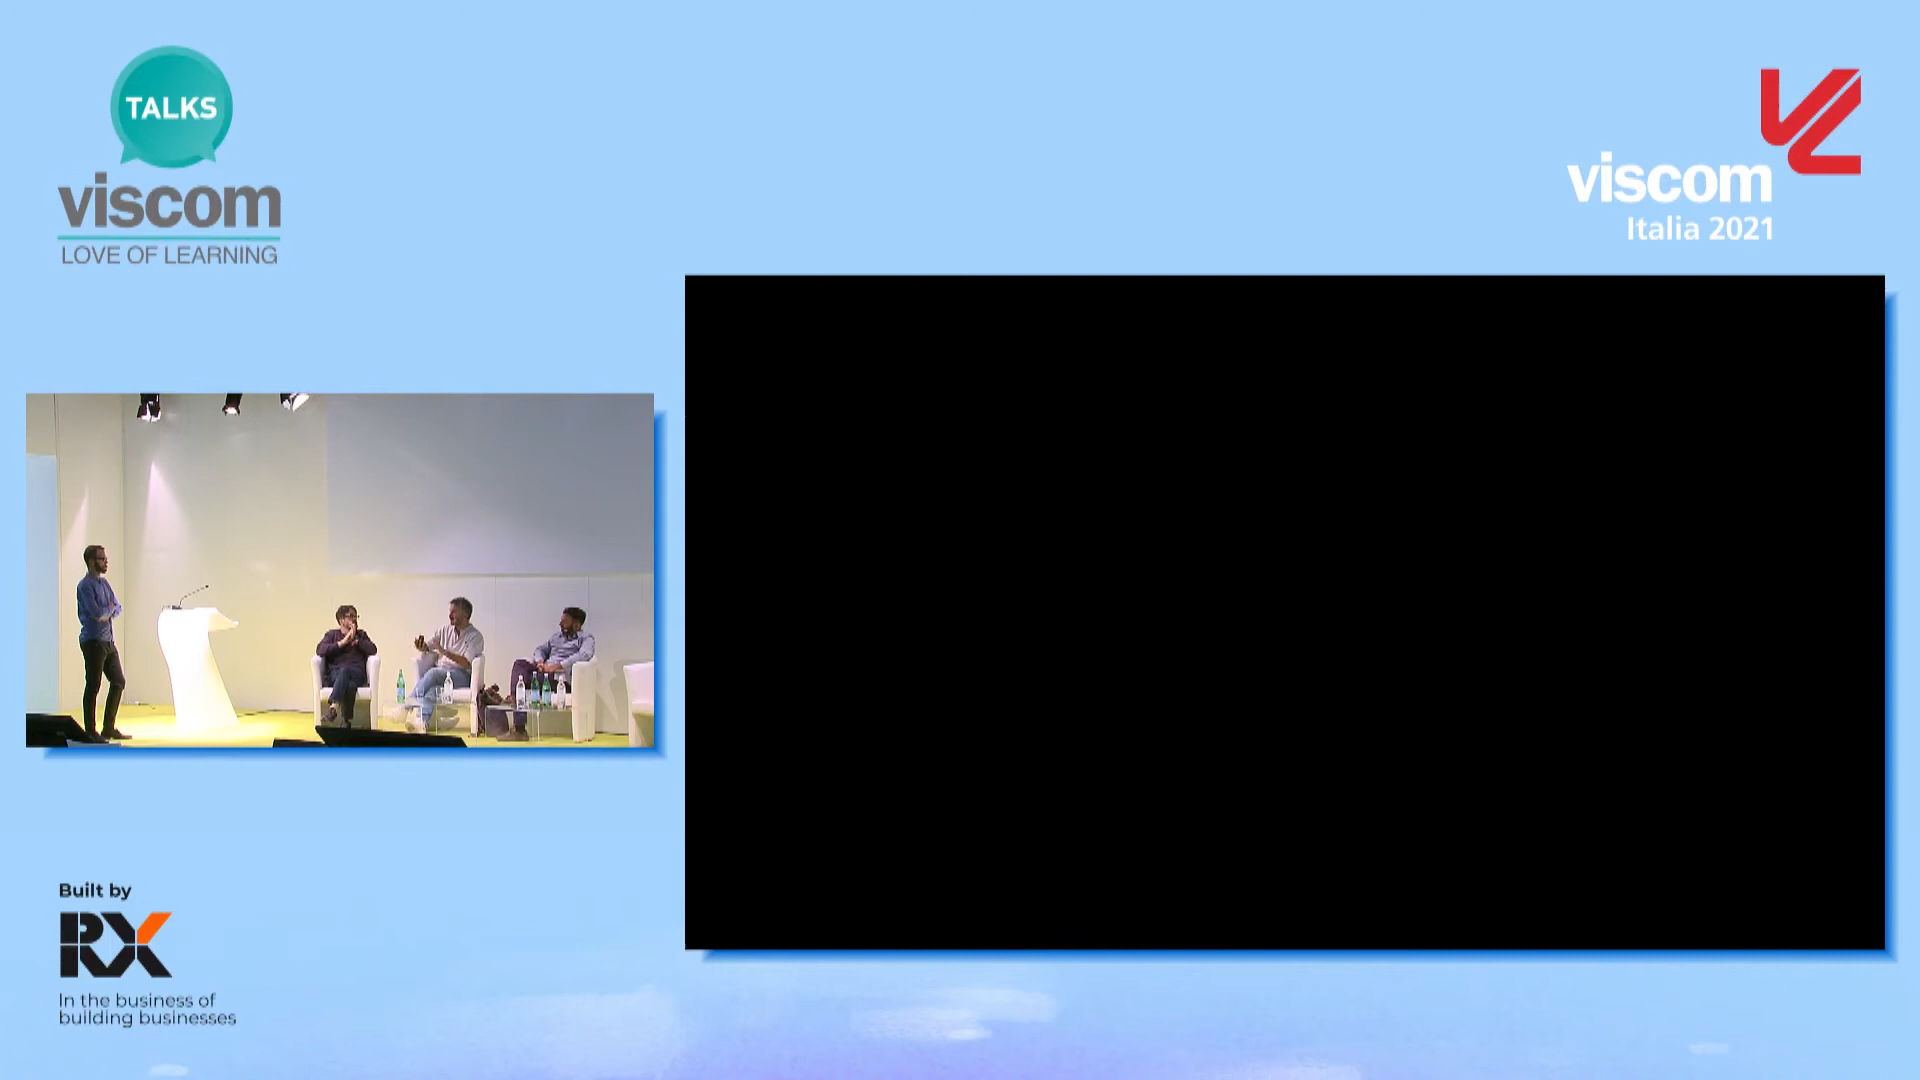 TALKS
viscom
LOVE OF LEARNING
viscom
Italia 2021
Built by
RX
In the business of
building businesses